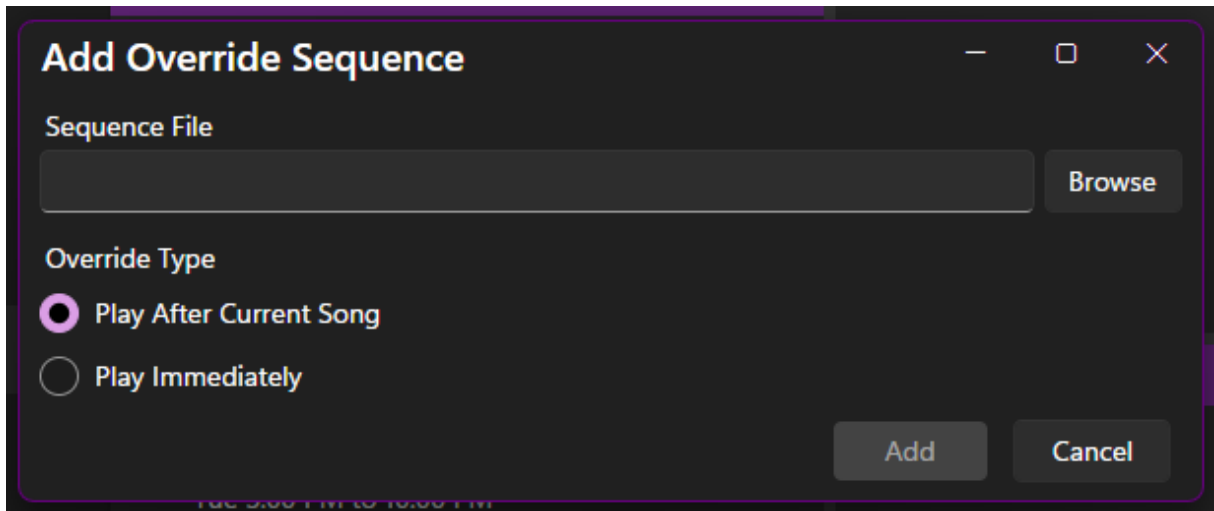 Add Override Sequence
Sequence File
Browse
Override Type
Play After Current Song
Play Immediately
Add
Cancel